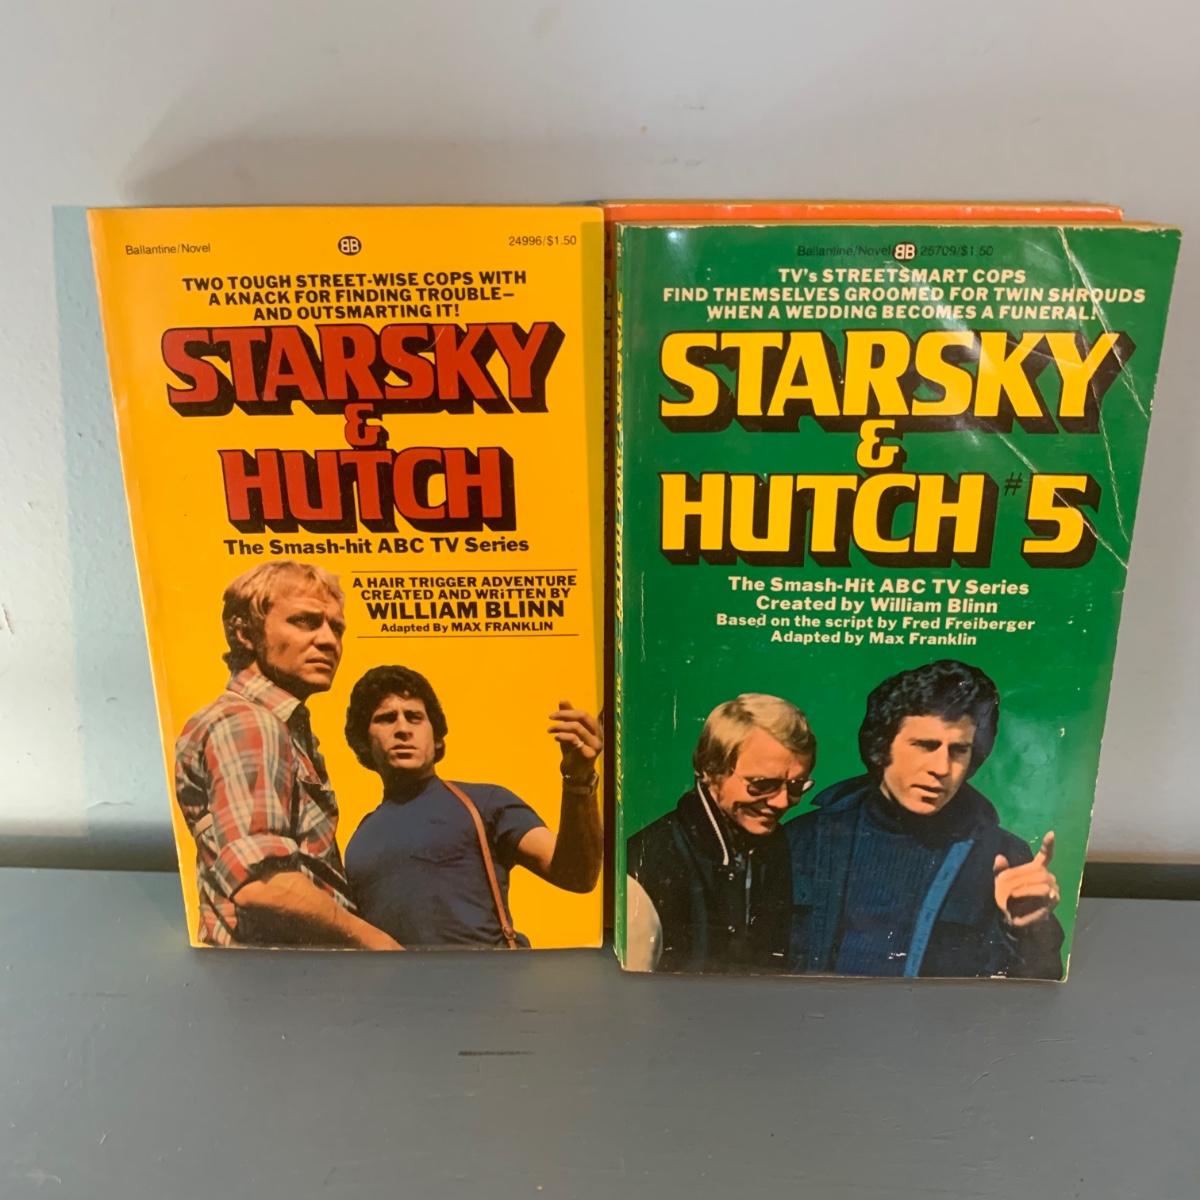 Ballantine/Novel BB 24996/$1.50
TWO TOUGH STREET-WISE COPS WITH
A KNACK FOR FINDING TROUBLE—
AND OUTSMARTING IT!
STARSKY
&
HUTCH
The Smash-hit ABC TV Series
A HAIR TRIGGER ADVENTURE
CREATED AND WRITTEN BY
WILLIAM BLINN
Adapted By MAX FRANKLIN
Ballantine/Novel BB 25709/$1.50
TV's STREETSMART COPS
FIND THEMSELVES GROOMED FOR TWIN SHROUDS
WHEN A WEDDING BECOMES A FUNERAL!
STARSKY
&
HUTCH #5
The Smash-Hit ABC TV Series
Created by William Blinn
Based on the script by Fred Freiberger
Adapted by Max Franklin